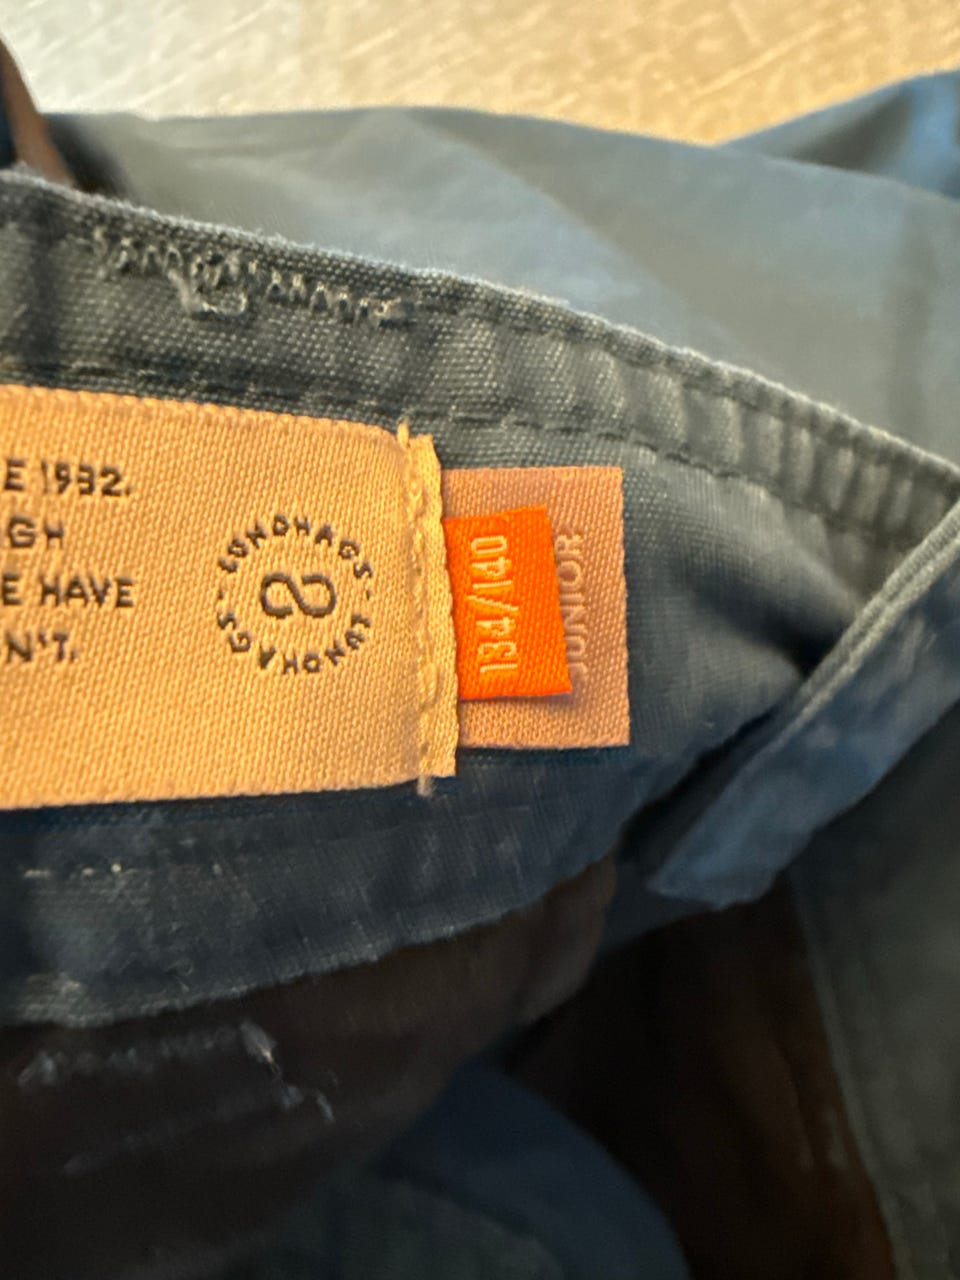 E 1932.
GH
E HAVE
N'T.
LUNDHAGS · LUNDHAGS ·
134/140
JUNIOR